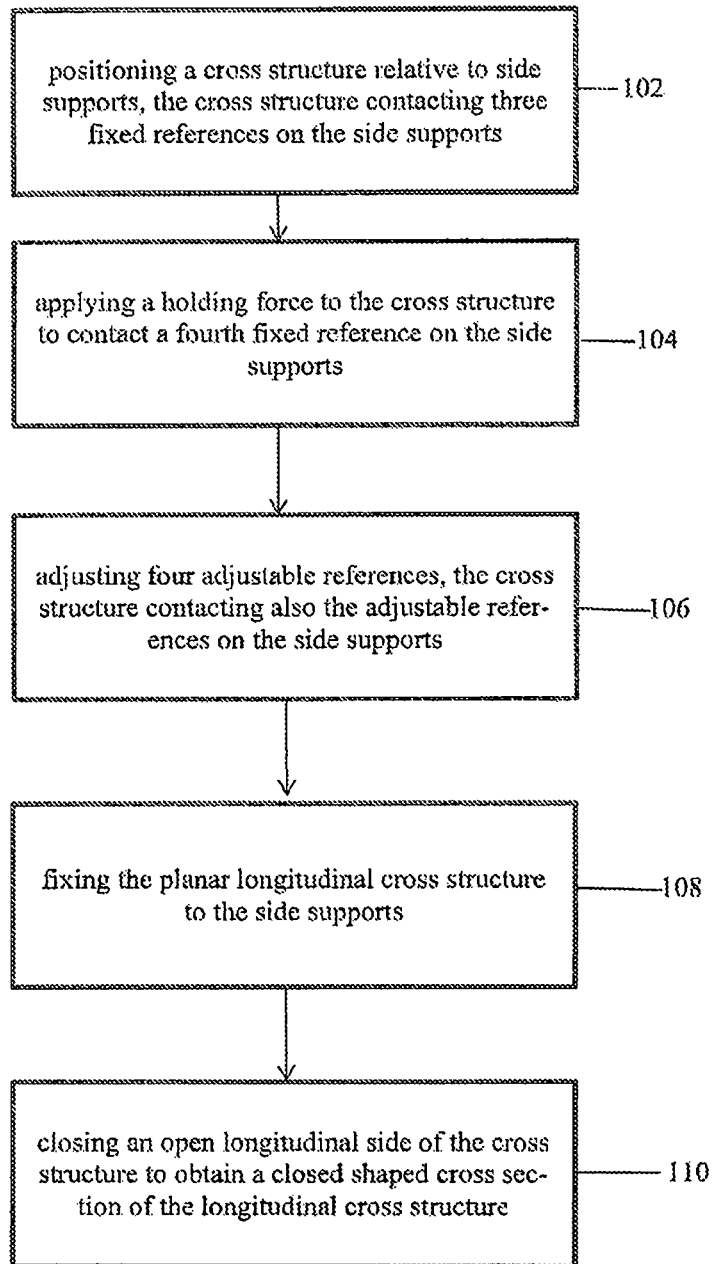 positioning a cross structure relative to side
supports, the cross structure contacting three
fixed references on the side supports
102
applying a holding force to the cross structure
to contact a fourth fixed reference on the side
supports
104
adjusting four adjustable references, the cross
structure contacting also the adjustable refer-
ences on the side supports
106
fixing the planar longitudinal cross structure
to the side supports
108
closing an open longitudinal side of the cross
structure to obtain a closed shaped cross sec-
tion of the longitudinal cross structure
110